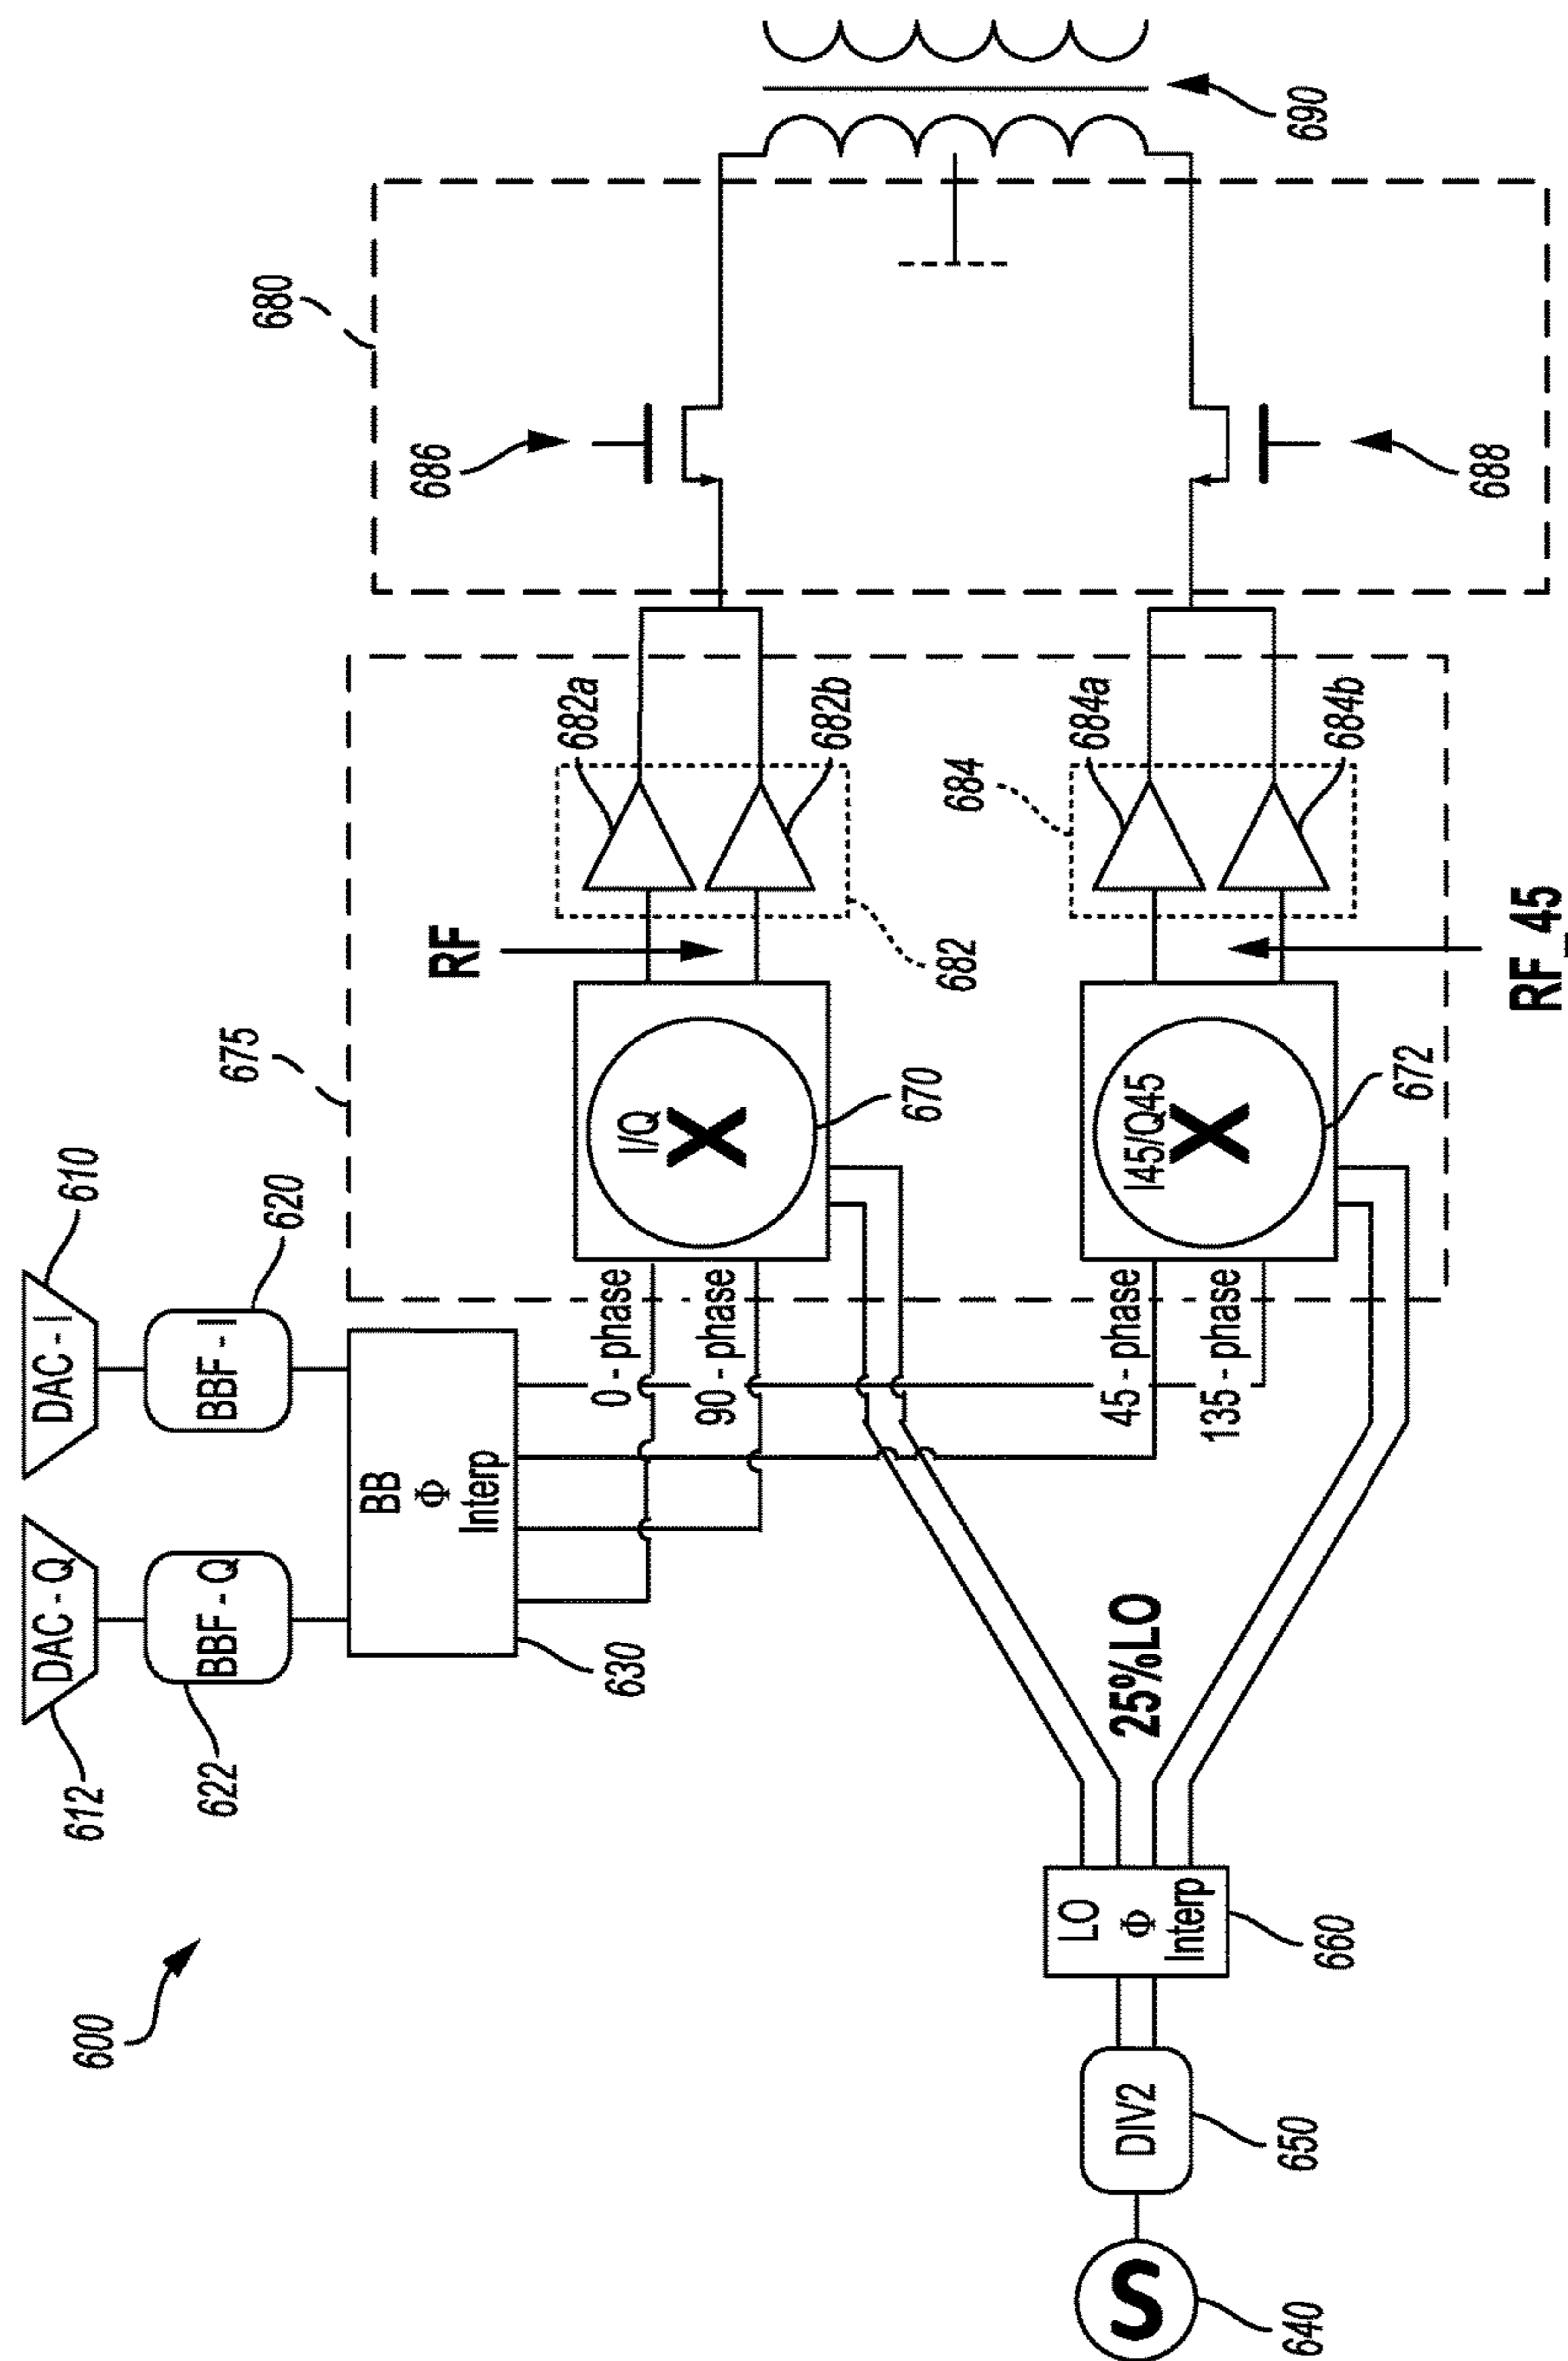 600
612
DAC - Q
DAC - I
610
622
BBF - Q
BBF - I
620
BB
Φ
Interp
630
675
680
0 - phase
90 - phase
I/Q
X
670
RF
682
682a
682b
686
690
640
S
650
DIV2
660
LO
Φ
Interp
25%LO
45 - phase
135 - phase
I45/Q45
X
672
RF_45
684
684a
684b
688